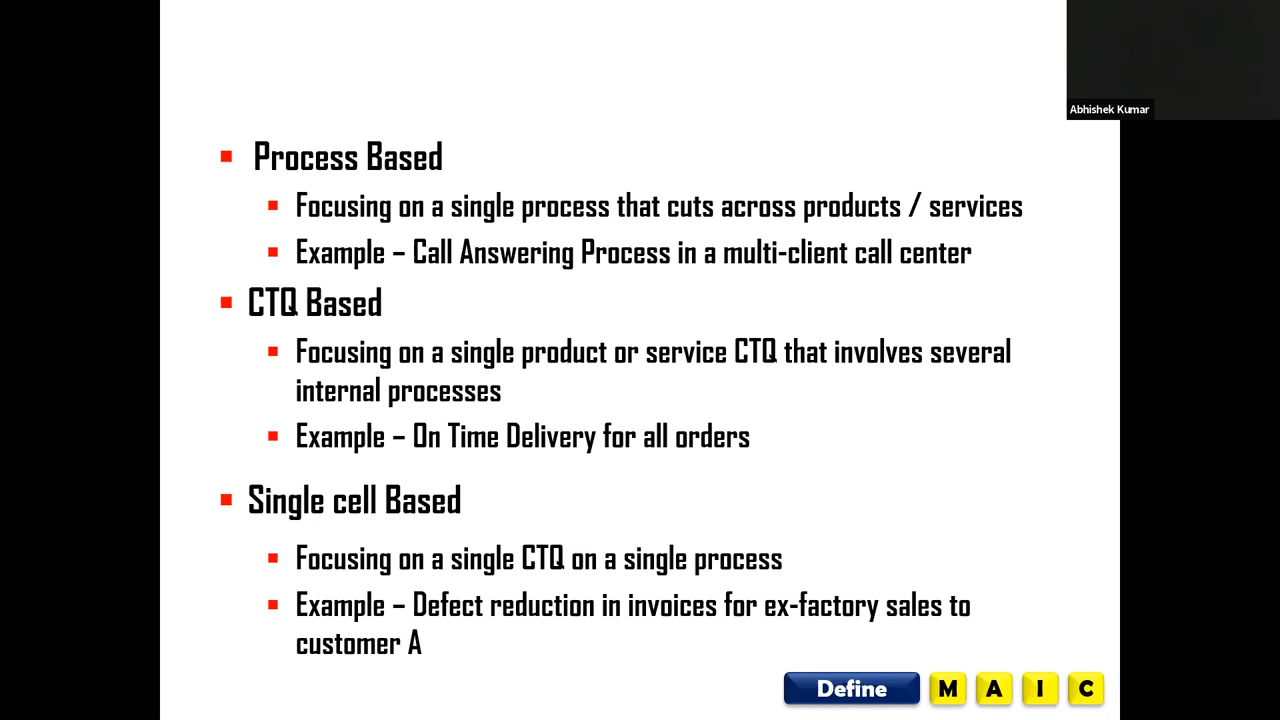 Abhishek Kumar
Process Based
Focusing on a single process that cuts across products / services
Example – Call Answering Process in a multi-client call center
CTQ Based
Focusing on a single product or service CTQ that involves several
internal processes
Example – On Time Delivery for all orders
Single cell Based
Focusing on a single CTQ on a single process
Example – Defect reduction in invoices for ex-factory sales to
customer A
Define M A I C